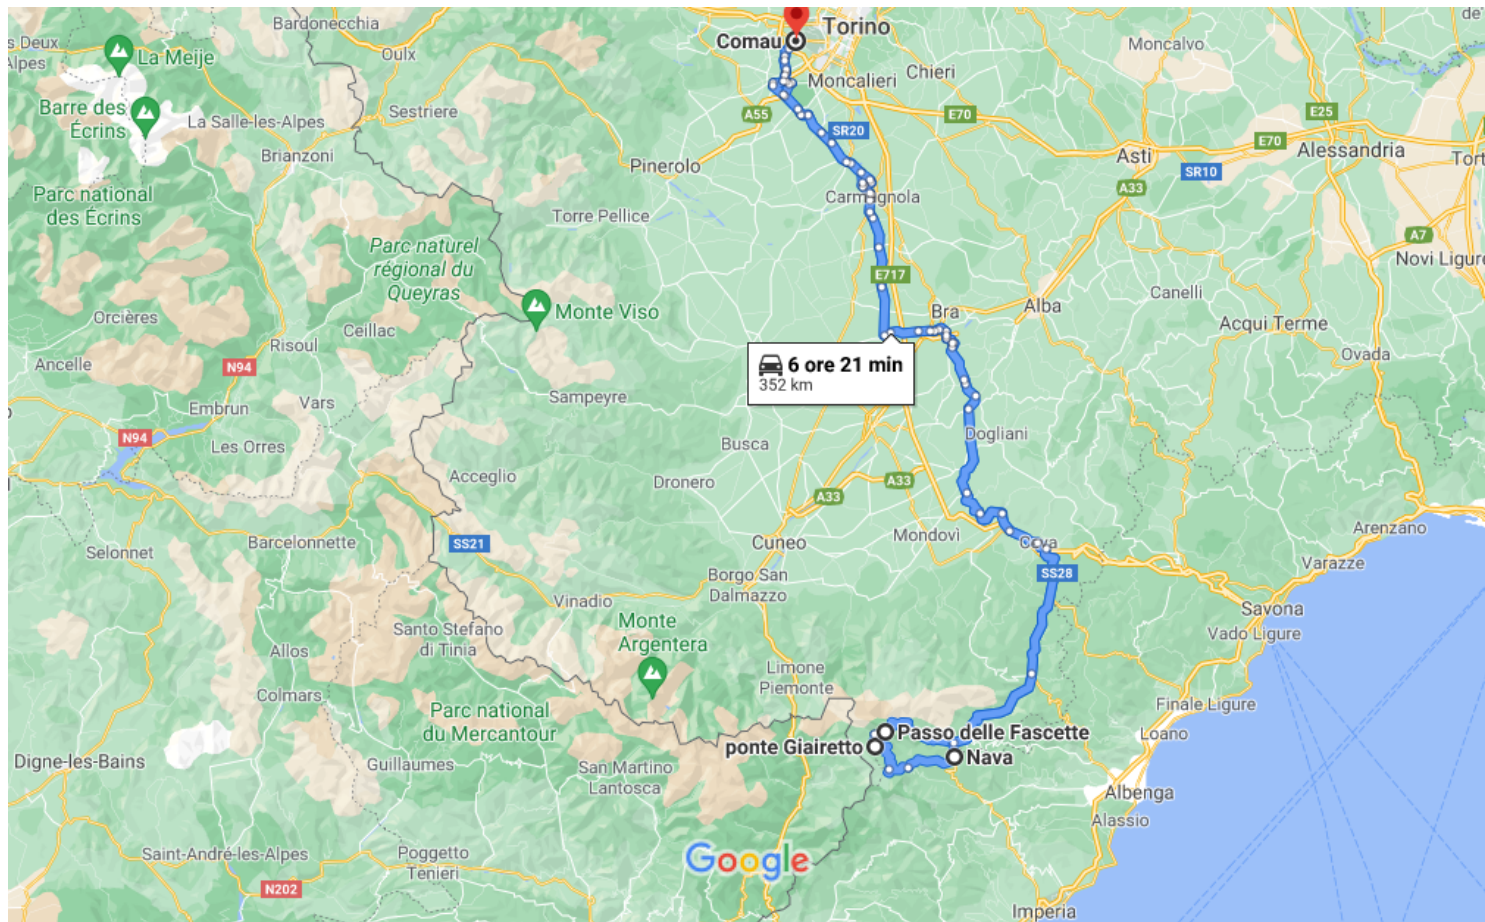 Bardonecchia
Torino
de'
s Deux
Alpes
La Meije
Oulx
Comau
Moncalieri
Chieri
Moncalvo
Barre des
Écrins
La Salle-les-Alpes
Sestriere
A55
SR20
E70
E25
E70
Brianzoni
Pinerolo
Asti
SR10
Alessandria
Tort
Parc national
des Écrins
A33
Carmagnola
Torre Pellice
Parc naturel
régional du
Queyras
A7
Novi Ligure
E717
Canelli
Monte Viso
Bra
Alba
Orcières
Ceillac
Acqui Terme
Risoul
Ancelle
N94
6 ore 21 min
352 km
Ovada
Embrun
Vars
Sampeyre
N94
Les Orres
Busca
Dogliani
Acceglio
Dronero
A33
A33
Selonnet
Barcelonnette
SS21
Cuneo
Mondovì
Ceva
Arenzano
Varazze
Borgo San
Dalmazzo
SS28
Vinadio
Savona
Vado Ligure
Santo Stefano
di Tinia
Monte
Argentera
Allos
Colmars
Limone
Piemonte
Finale Ligure
Parc national
du Mercantour
Passo delle Fascette
Loano
ponte Giairetto
Nava
Digne-les-Bains
Guillaumes
San Martino
Lantosca
Albenga
Alassio
Saint-André-les-Alpes
Poggetto
Tenieri
Google
N202
Imperia